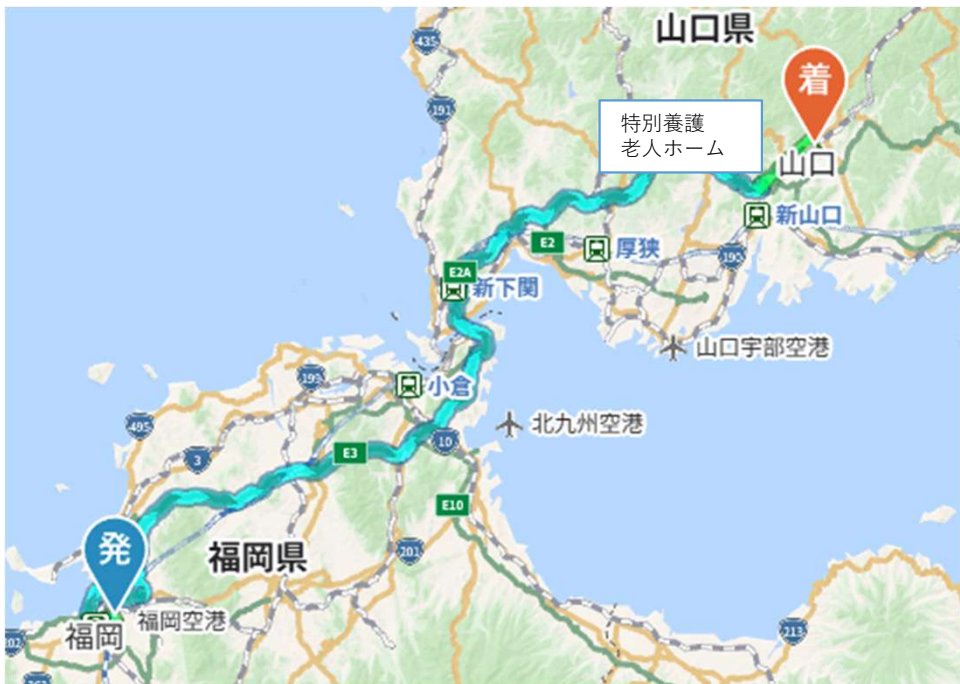 山口県
435
着
191
特別養護
老人ホーム
山口
新山口
E2
厚狭
190
E2A
新下関
山口宇部空港
199
小倉
495
北九州空港
10
3
E3
E10
発
201
福岡県
福岡空港
福岡
213